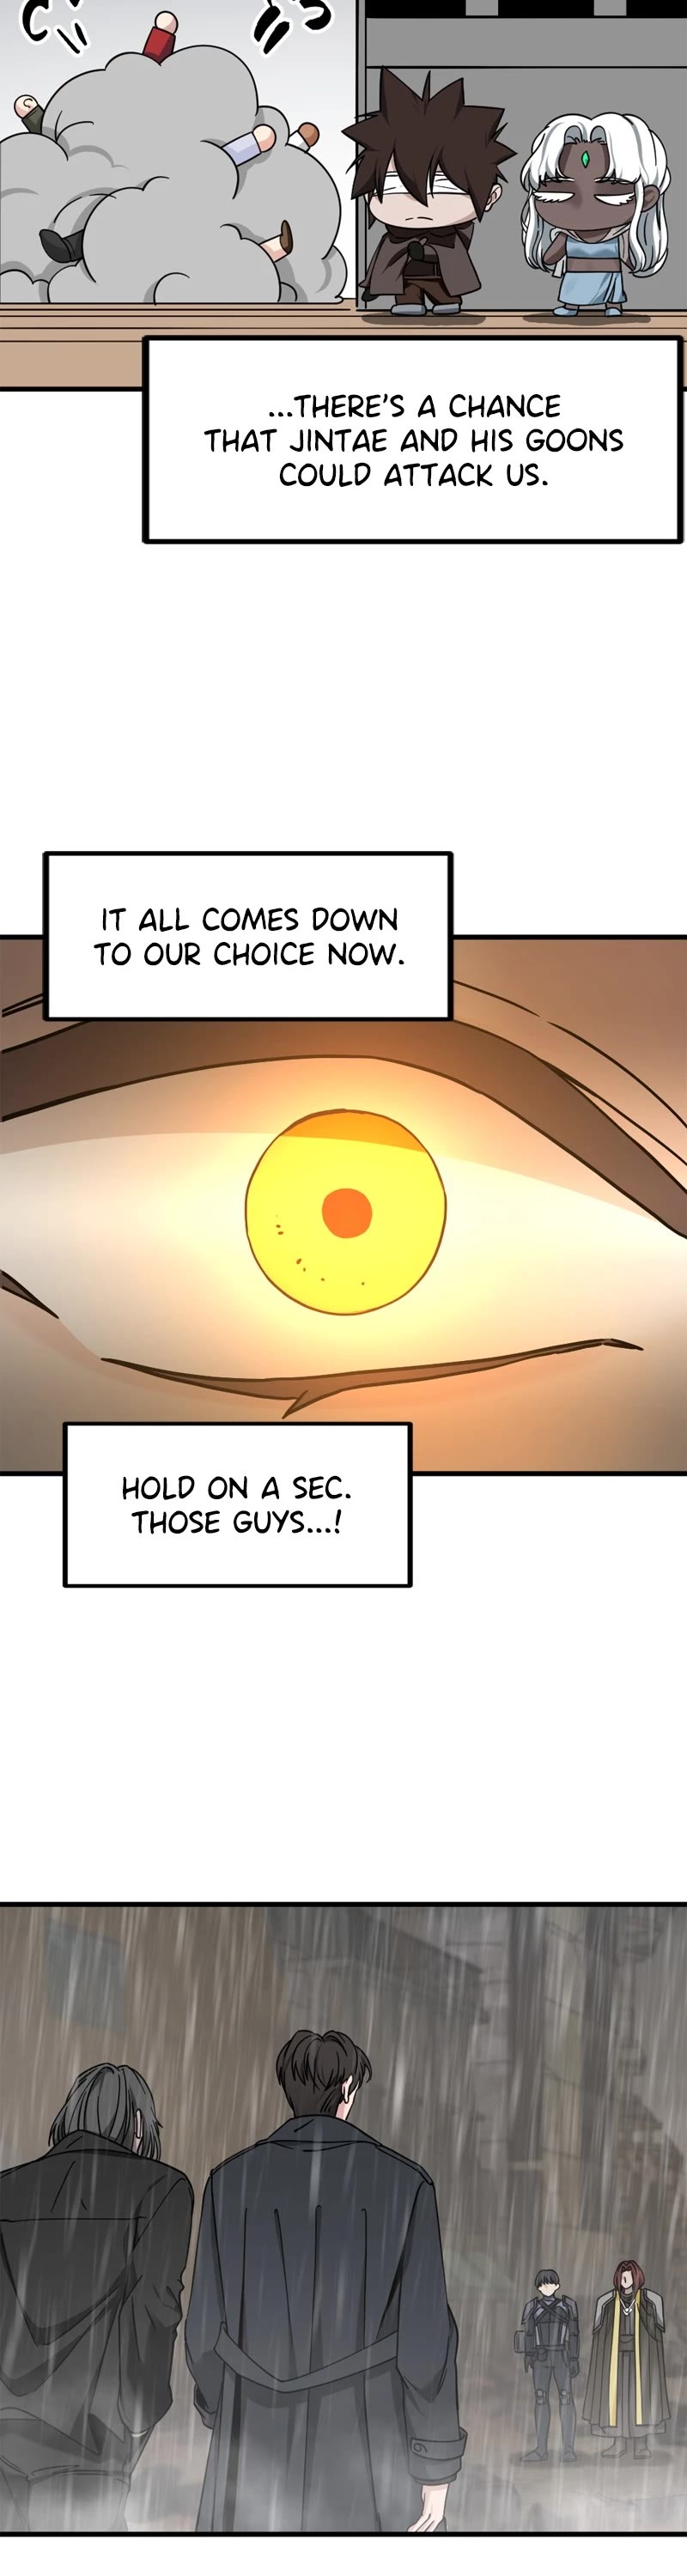 ...THERE'S A CHANCE
THAT JINTAE AND HIS GOONS
COULD ATTACK US.
IT ALL COMES DOWN
TO OUR CHOICE NOW.
HOLD ON A SEC.
THOSE GUYS...!